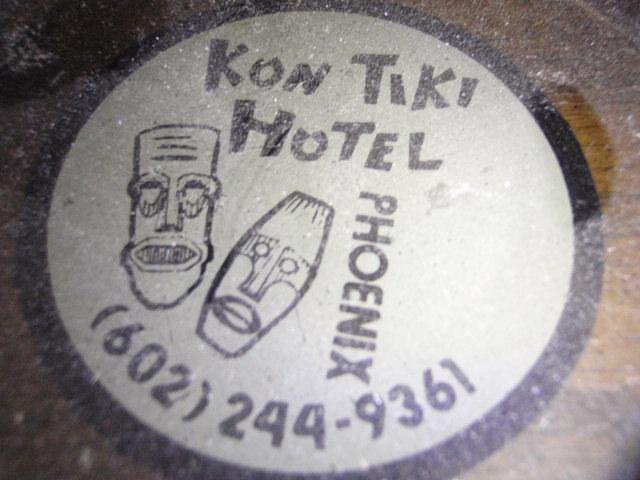 KON TIKI
HOTEL
PHOENIX
(602) 244-9361